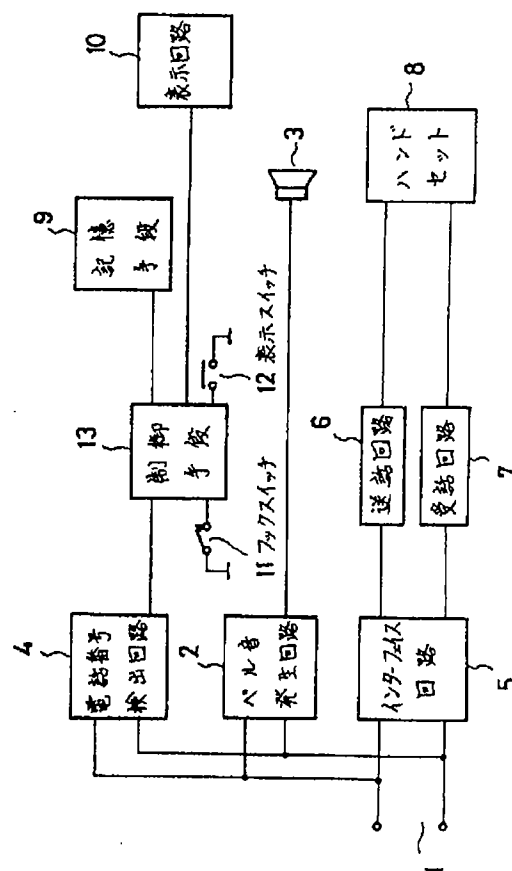 10
表示回路
9
記憶
手段
13
制御
手段
12 表示スイッチ
11 フックスイッチ
3
4
電話番号
検出回路
2
ベル音
発生回路
8
ハンド
セット
6
送話回路
7
受話回路
5
インターフェイス
回路
1